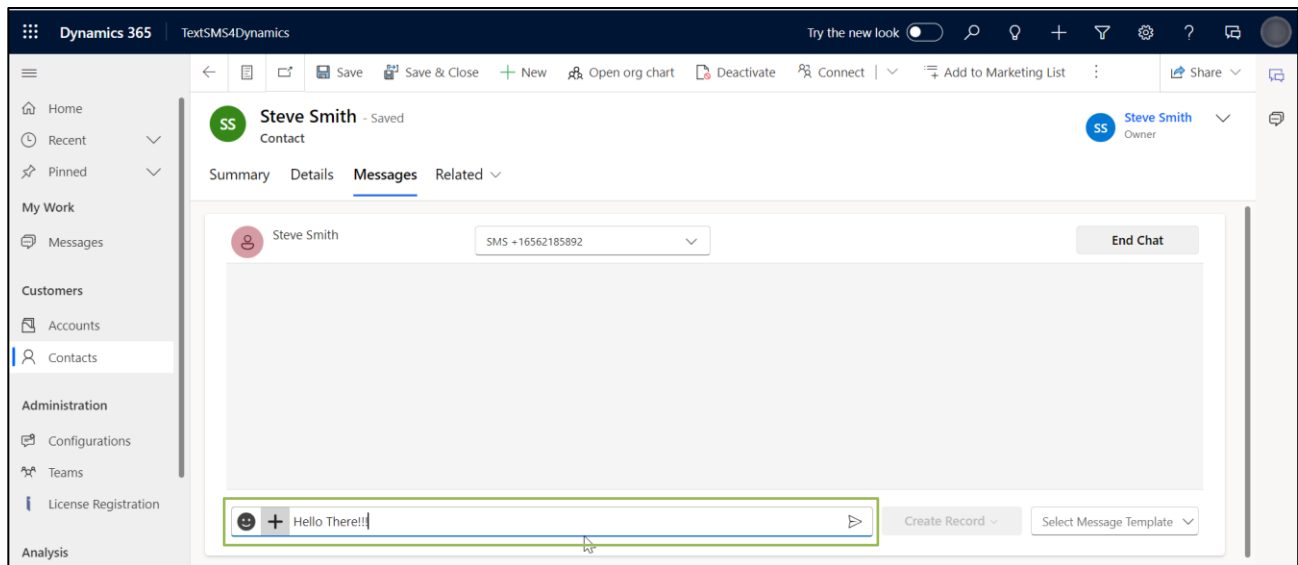 Dynamics 365 TextSMS4Dynamics Try the new look
Save Save & Close New Open org chart Deactivate Connect Add to Marketing List Share
Home
Recent
Pinned
My Work
Messages
Customers
Accounts
Contacts
Administration
Configurations
Teams
License Registration
Analysis
SS Steve Smith - Saved
Contact
SS Steve Smith
Owner
Summary Details Messages Related
Steve Smith SMS +16562185892 End Chat
Hello There!!! Create Record Select Message Template